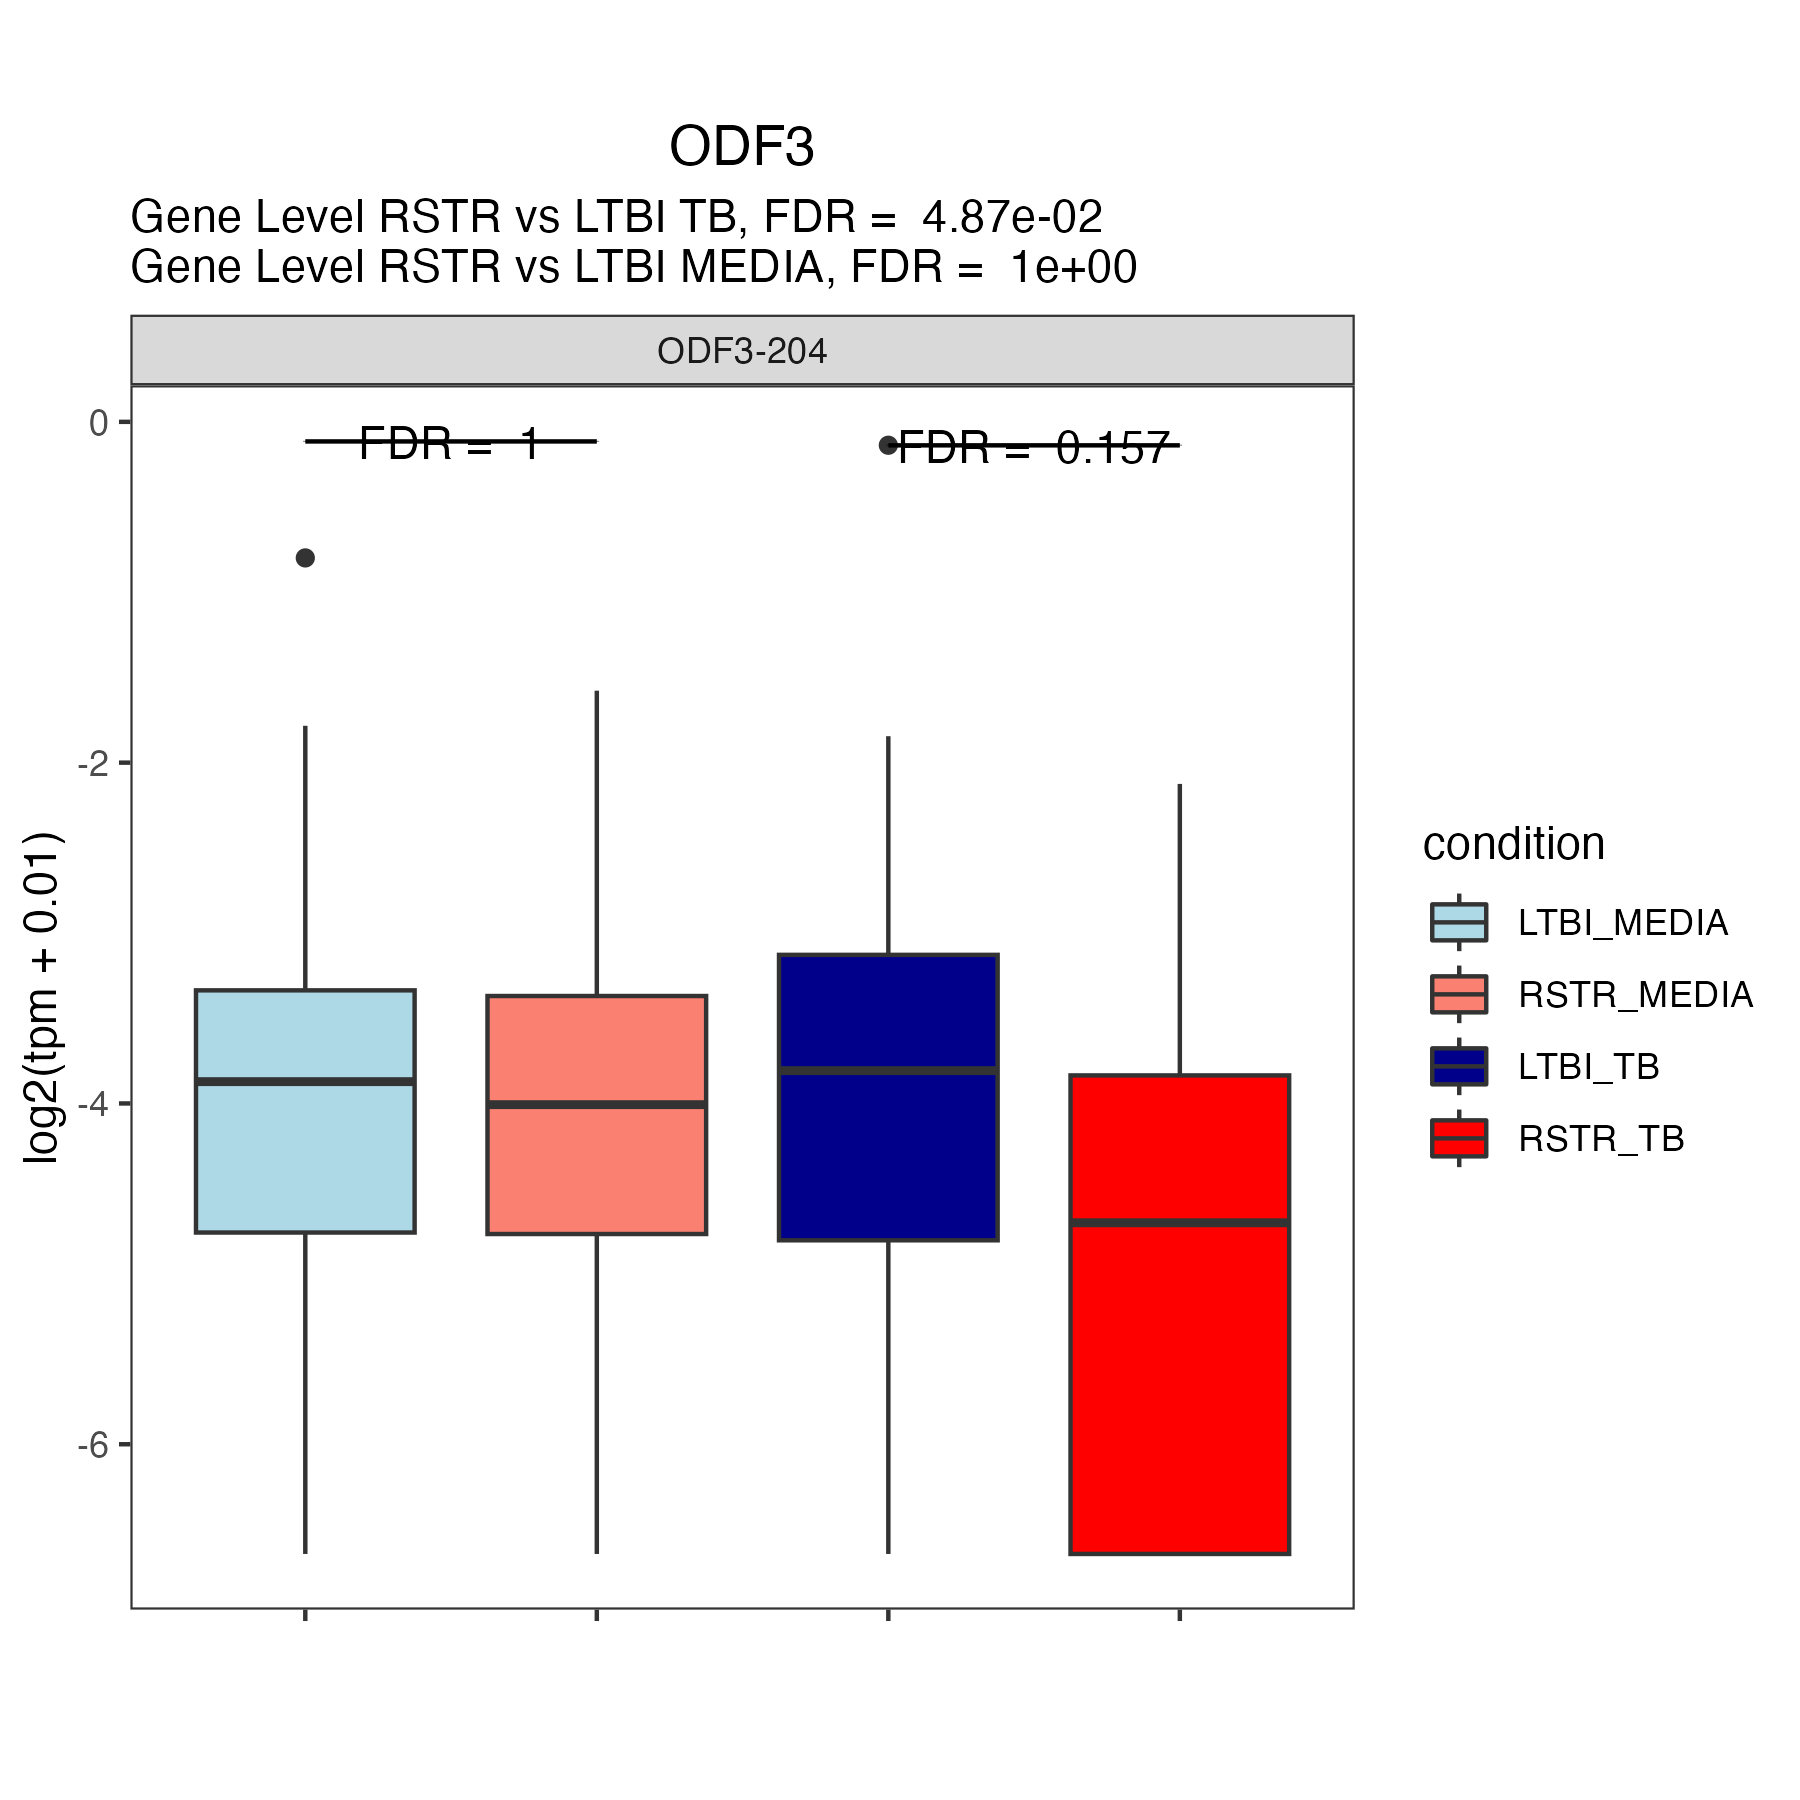 ODF3
Gene Level RSTR vs LTBI TB, FDR =  4.87e-02
Gene Level RSTR vs LTBI MEDIA, FDR =  1e+00
ODF3-204
FDR =  1
FDR =  0.157
0
-2
-4
-6
log2(tpm + 0.01)
condition
LTBI_MEDIA
RSTR_MEDIA
LTBI_TB
RSTR_TB